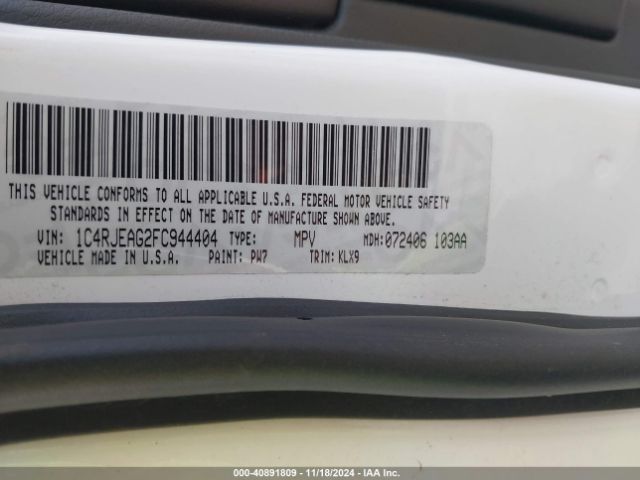 THIS VEHICLE CONFORMS TO ALL APPLICABLE U.S.A. FEDERAL MOTOR VEHICLE SAFETY
STANDARDS IN EFFECT ON THE DATE OF MANUFACTURE SHOWN ABOVE.
VIN: 1C4RJEAG2FC944404 TYPE: MPV MDH:072406 103AA
VEHICLE MADE IN U.S.A. PAINT: PW7 TRIM: KLX9
000-40891809 - 11/18/2024 - IAA Inc.